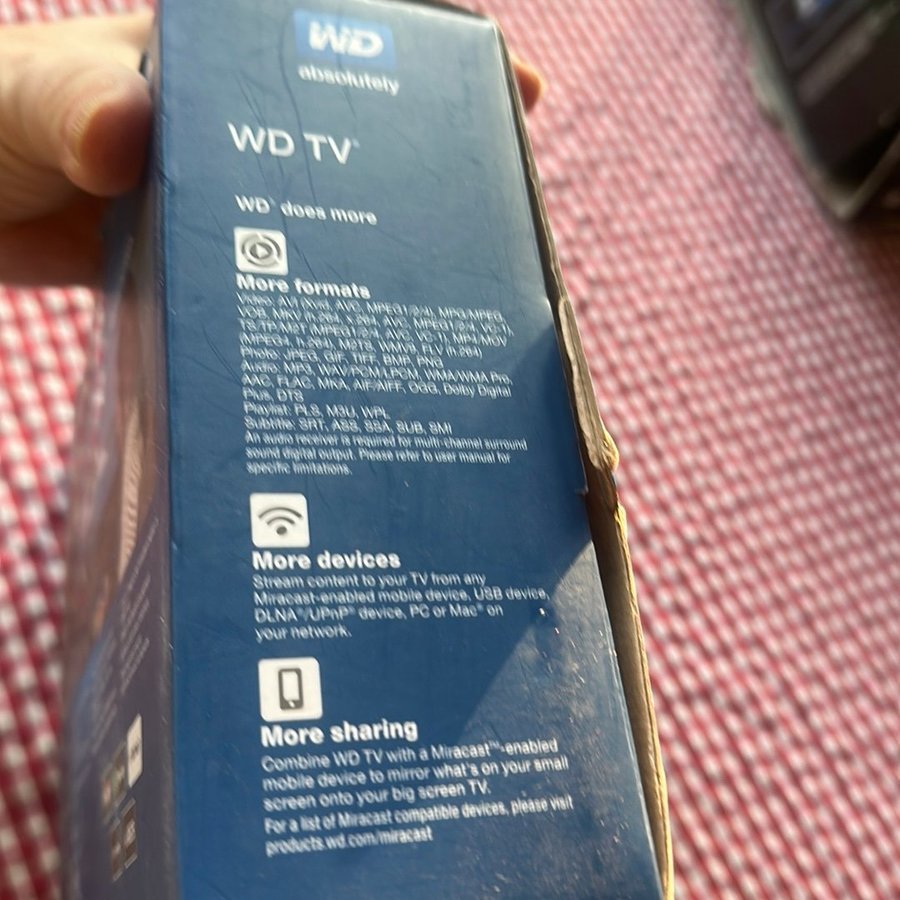 WD
absolutely
WD TV
WD® does more
More formats
Video: AVI (Xvid, AVC, MPEG1/2/4), MPG/MPEG,
VOB, MKV (h.264, x.264, AVC, MPEG1/2/4, VC-1),
TS/TP/M2T (MPEG1/2/4, AVC, VC-1), MP4/MOV
(MPEG4, h.264), M2TS, WMV9, FLV (h.264)
Photo: JPEG, GIF, TIFF, BMP, PNG
Audio: MP3, WAV/PCM/LPCM, WMA/WMA Pro,
AAC, FLAC, MKA, AIF/AIFF, OGG, Dolby Digital
Plus, DTS
Playlist: PLS, M3U, WPL
Subtitle: SRT, ASS, SSA, SUB, SMI
An audio receiver is required for multi-channel surround
sound digital output. Please refer to user manual for
specific limitations.
More devices
Stream content to your TV from any
Miracast-enabled mobile device, USB device,
DLNA®/UPnP® device, PC or Mac® on
your network.
More sharing
Combine WD TV with a Miracast™-enabled
mobile device to mirror what's on your small
screen onto your big screen TV.
For a list of Miracast compatible devices, please visit
products.wd.com/miracast